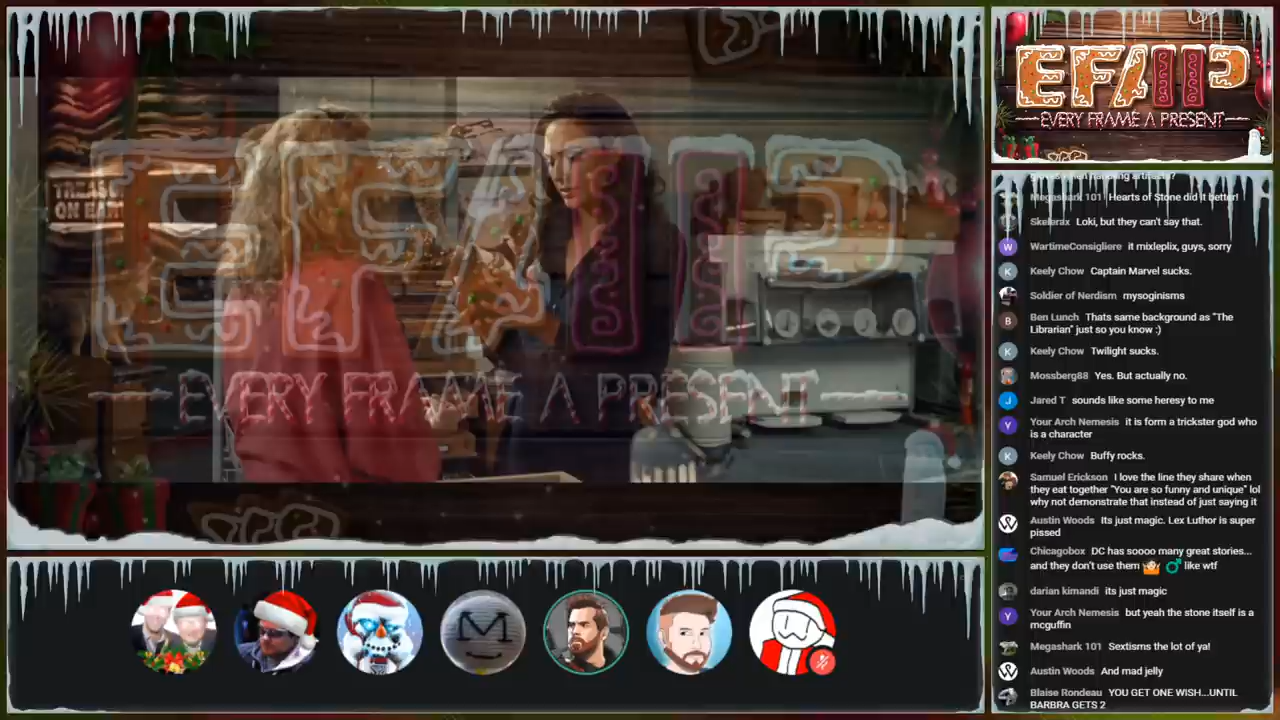 EFAP
EVERY FRAME A PRESENT
EFAP
EVERY FRAME A PRESENT
Megashark 101 Hearts of Stone did it better!
Skelerax Loki, but they can't say that.
W WartimeConsigliere it mixleplix, guys, sorry
K Keely Chow Captain Marvel sucks.
Soldier of Nerdism mysoginisms
B Ben Lunch Thats same background as "The
Librarian" just so you know :)
K Keely Chow Twilight sucks.
Mossberg88 Yes. But actually no.
J Jared T sounds like some heresy to me
Y Your Arch Nemesis it is form a trickster god who
is a character
K Keely Chow Buffy rocks.
Samuel Erickson I love the line they share when
they eat together "You are so funny and unique" lol
why not demonstrate that instead of just saying it
Austin Woods Its just magic. Lex Luthor is super
pissed
Chicagobox DC has soooo many great stories...
and they don't use them like wtf
darian kimandi its just magic
Y Your Arch Nemesis but yeah the stone itself is a
mcguffin
Megashark 101 Sextisms the lot of ya!
Austin Woods And mad jelly
Blaise Rondeau YOU GET ONE WISH...UNTIL
BARBRA GETS 2
M